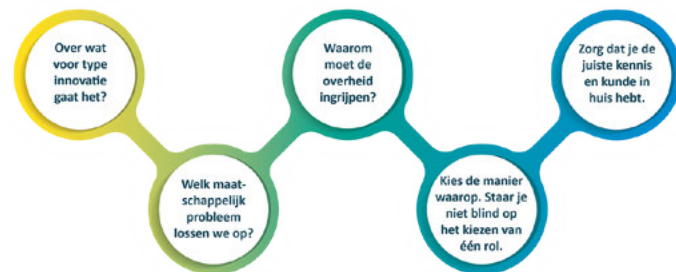 Over wat
voor type
innovatie
gaat het?
Welk maat-
schappelijk
probleem
lossen we op?
Waarom
moet de
overheid
ingrijpen?
Kies de manier
waarop. Staar je
niet blind op
het kiezen van
één rol.
Zorg dat je de
juiste kennis
en kunde in
huis hebt.